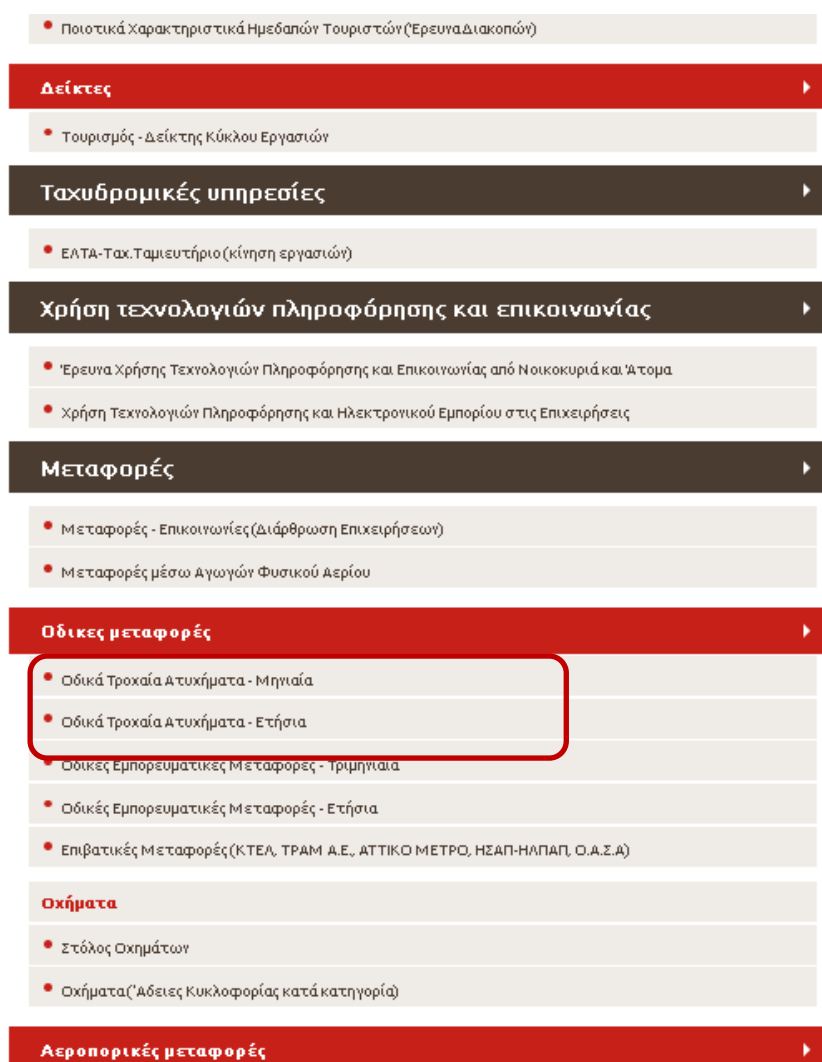 Ποιοτικά Χαρακτηριστικά Ημεδαπών Τουριστών (Έρευνα Διακοπών)
Δείκτες
Τουρισμός - Δείκτης Κύκλου Εργασιών
Ταχυδρομικές υπηρεσίες
ΕΛΤΑ-Ταχ.Ταμιευτήριο (κίνηση εργασιών)
Χρήση τεχνολογιών πληροφόρησης και επικοινωνίας
Έρευνα Χρήσης Τεχνολογιών Πληροφόρησης και Επικοινωνίας από Νοικοκυριά και Άτομα
Χρήση Τεχνολογιών Πληροφόρησης και Ηλεκτρονικού Εμπορίου στις Επιχειρήσεις
Μεταφορές
Μεταφορές - Επικοινωνίες (Διάρθρωση Επιχειρήσεων)
Μεταφορές μέσω Αγωγών Φυσικού Αερίου
Οδικες μεταφορές
Οδικά Τροχαία Ατυχήματα - Μηνιαία
Οδικά Τροχαία Ατυχήματα - Ετήσια
Οδικές Εμπορευματικές Μεταφορές - Τριμηνιαία
Οδικές Εμπορευματικές Μεταφορές - Ετήσια
Επιβατικές Μεταφορές (ΚΤΕΛ, ΤΡΑΜ Α.Ε., ΑΤΤΙΚΟ ΜΕΤΡΟ, ΗΣΑΠ-ΗΛΠΑΠ, Ο.Α.Σ.Α)
Οχήματα
Στόλος Οχημάτων
Οχήματα (Άδειες Κυκλοφορίας κατά κατηγορία)
Αεροπορικές μεταφορές